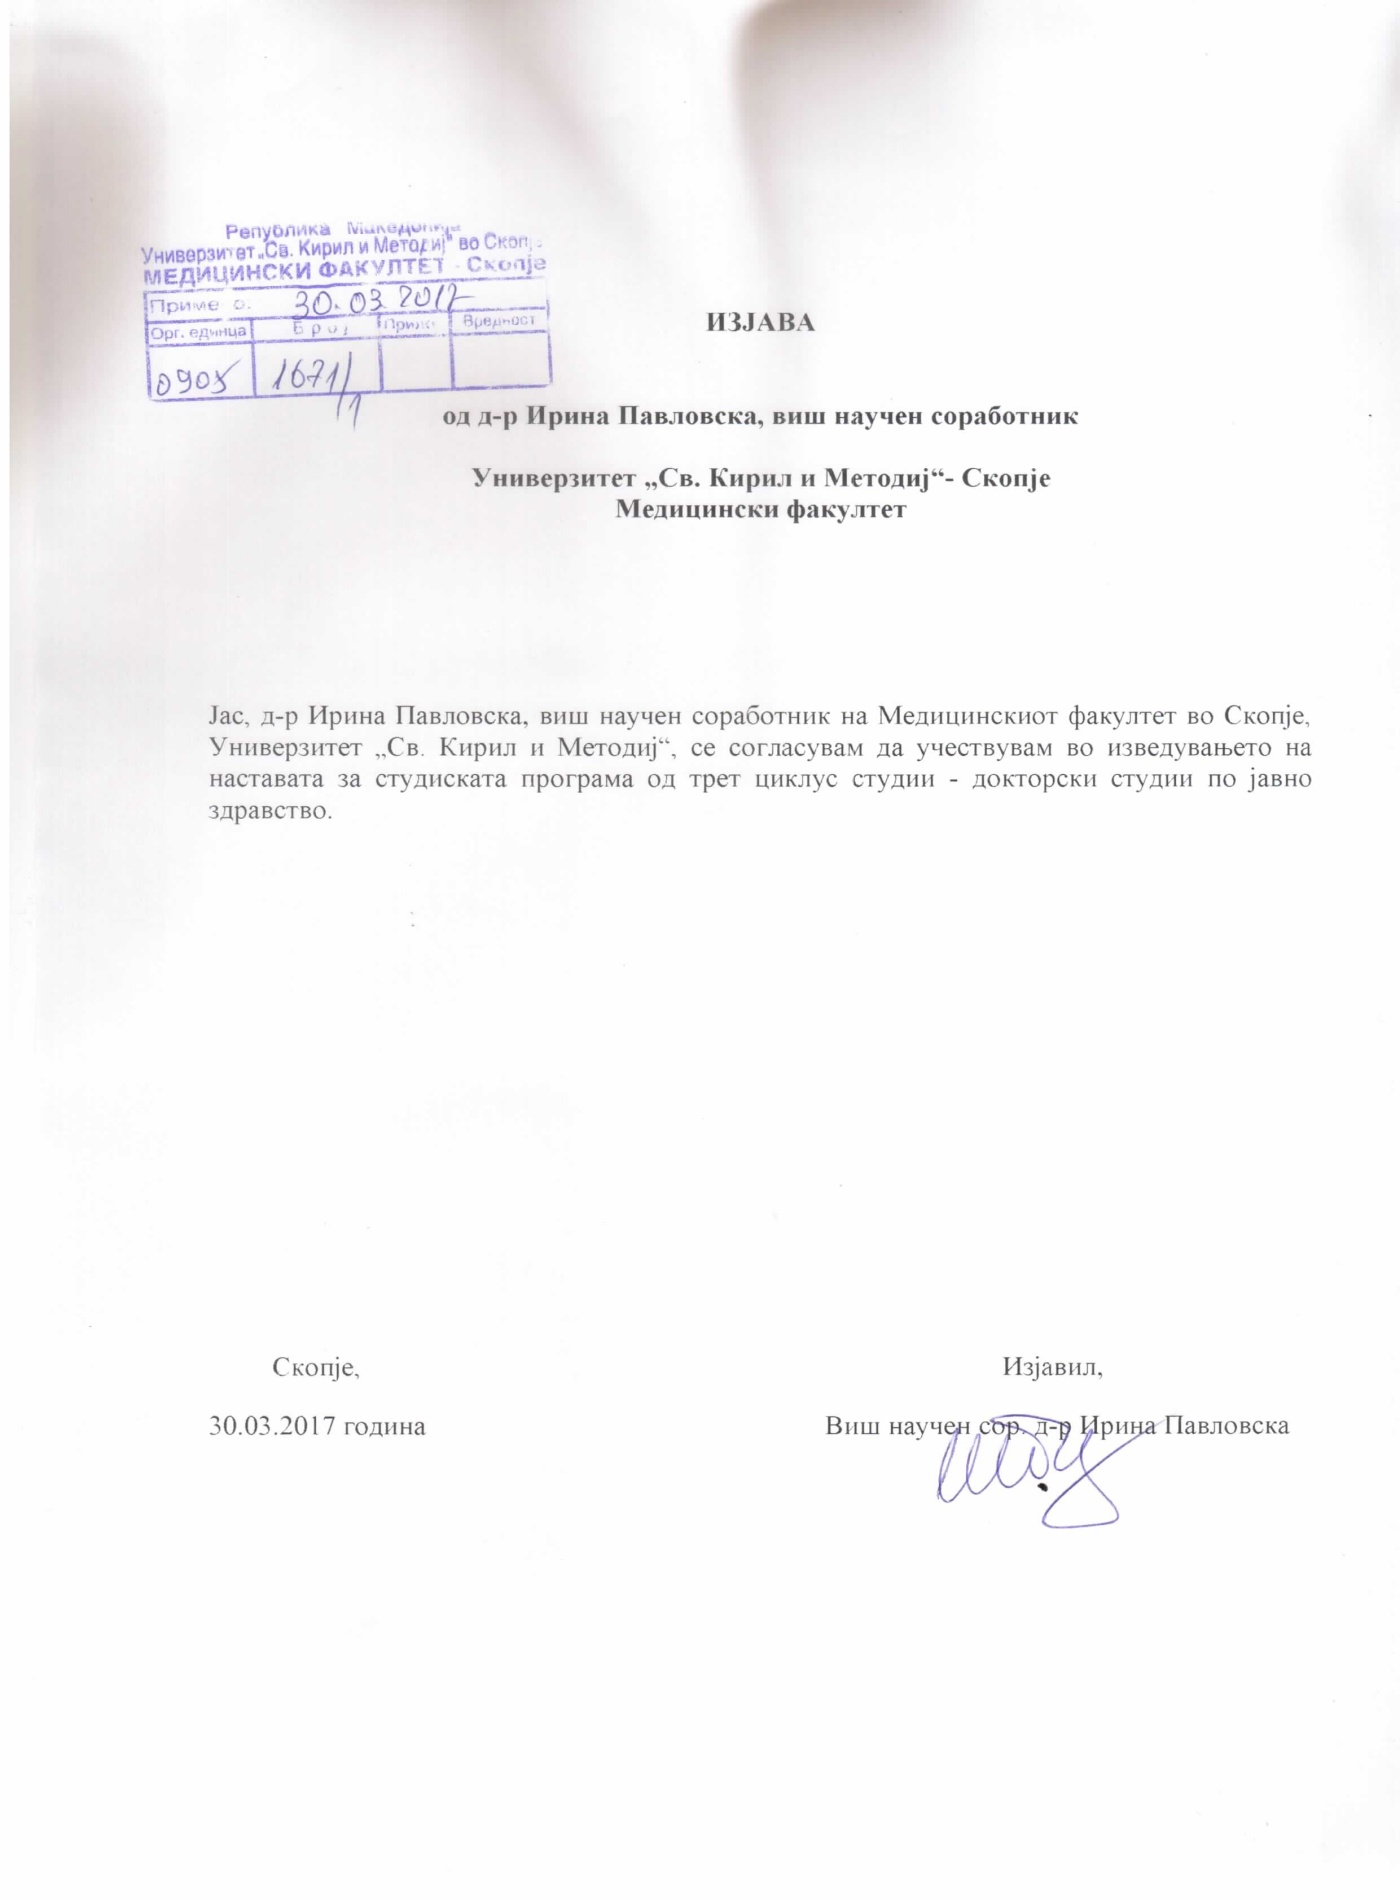 Република Македонија
Универзитет „Св. Кирил и Методиј“ во Скопје
МЕДИЦИНСКИ ФАКУЛТЕТ - Скопје
30.03.2017
Орг. единица Број Прилог Вредност
0905 1671/1
ИЗЈАВА
од д-р Ирина Павловска, виш научен соработник
Универзитет „Св. Кирил и Методиј“- Скопје
Медицински факултет
Јас, д-р Ирина Павловска, виш научен соработник на Медицинскиот факултет во Скопје,
Универзитет „Св. Кирил и Методиј“, се согласувам да учествувам во изведувањето на
наставата за студиската програма од трет циклус студии - докторски студии по јавно
здравство.
Скопје,
Изјавил,
30.03.2017 година
Виш научен сор. д-р Ирина Павловска